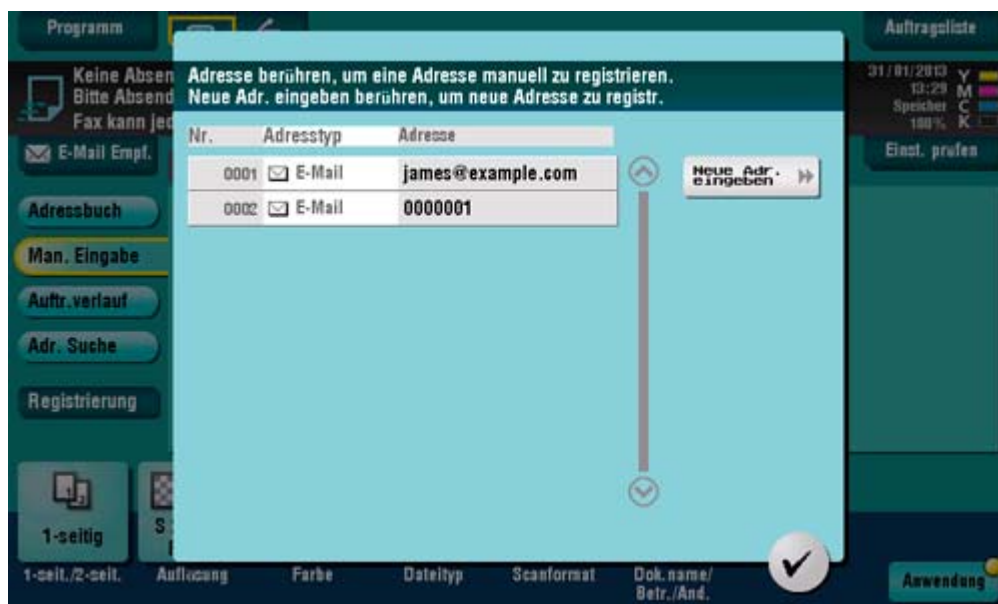 Programm
Auftragsliste
Keine Absen
Bitte Absend
Fax kann jed
Adresse berühren, um eine Adresse manuell zu registrieren.
Neue Adr. eingeben berühren, um neue Adresse zu registr.
31/01/2013
13:29
Speicher
100%
Y
M
C
K
E-Mail Empf.
Einst. prufen
Nr. Adresstyp Adresse
0001 E-Mail james@example.com
0002 E-Mail 0000001
Neue Adr.
eingeben
Adressbuch
Man. Eingabe
Auftr.verlauf
Adr. Suche
Registrierung
1-seitig
S
1-seit./2-seit. Auflosung Farbe Dateityp Scanformat Dok.name/
Betr./And.
Anwendung